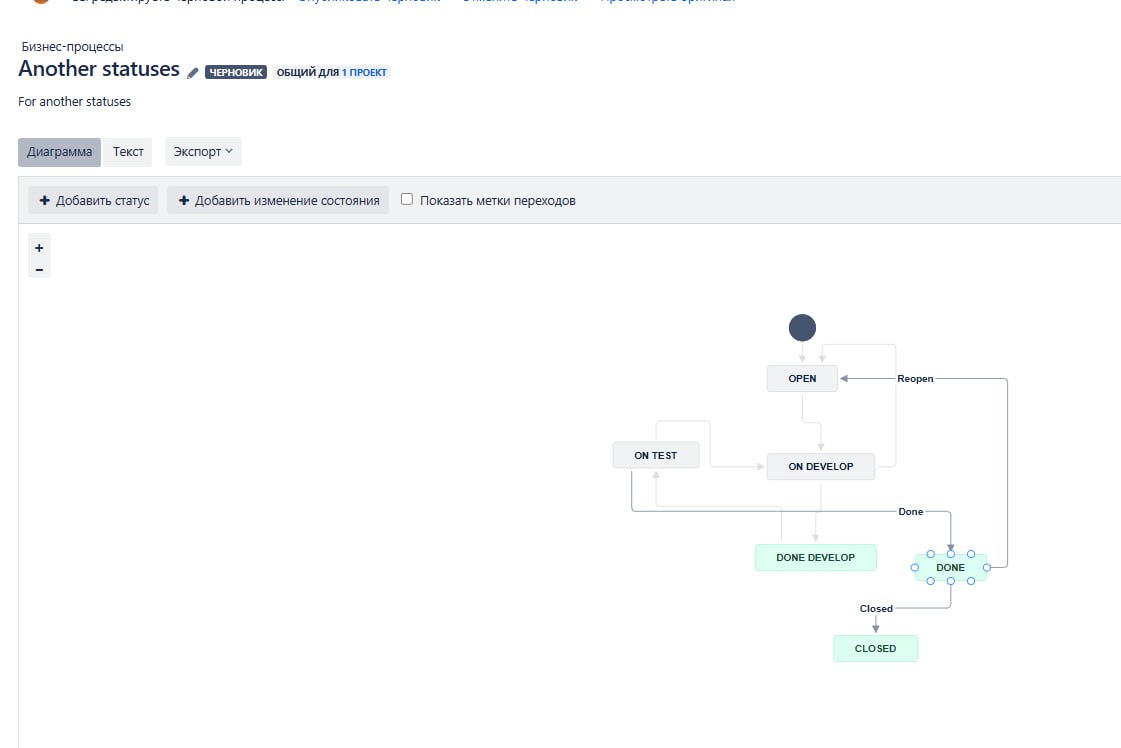 Бизнес-процессы
Another statuses ЧЕРНОВИК ОБЩИЙ ДЛЯ 1 ПРОЕКТ
For another statuses
Диаграмма Текст Экспорт
+ Добавить статус + Добавить изменение состояния Показать метки переходов
+
−
OPEN
Reopen
ON TEST
ON DEVELOP
Done
DONE DEVELOP
DONE
Closed
CLOSED